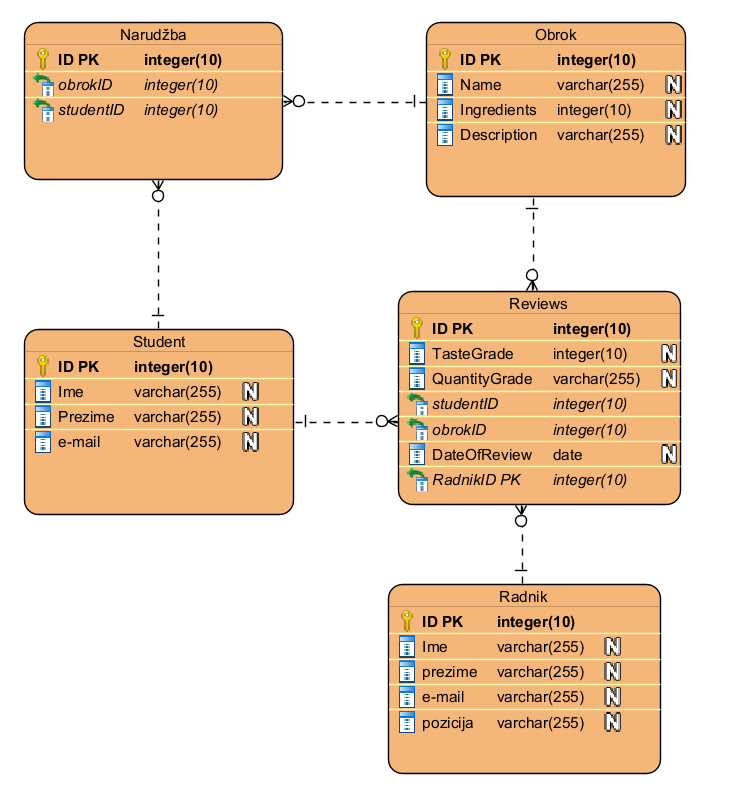 Narudžba
ID PK integer(10)
obrokID integer(10)
studentID integer(10)
Obrok
ID PK integer(10)
Name varchar(255) N
Ingredients integer(10) N
Description varchar(255) N
Student
ID PK integer(10)
Ime varchar(255) N
Prezime varchar(255) N
e-mail varchar(255) N
Reviews
ID PK integer(10)
TasteGrade integer(10) N
QuantityGrade varchar(255) N
studentID integer(10)
obrokID integer(10)
DateOfReview date N
RadnikID PK integer(10)
Radnik
ID PK integer(10)
Ime varchar(255) N
prezime varchar(255) N
e-mail varchar(255) N
pozicija varchar(255) N